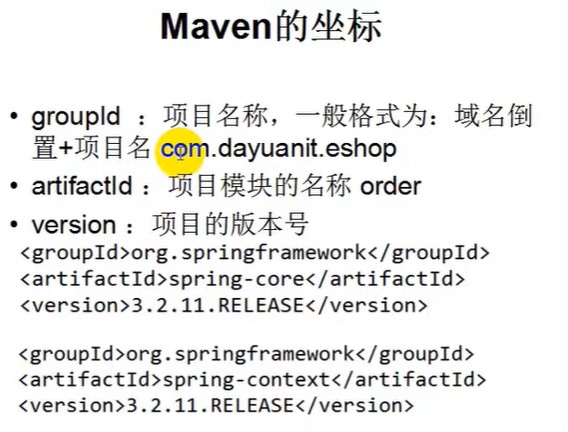 Maven的坐标
• groupId ：项目名称，一般格式为：域名倒
置+项目名 com.dayuanit.eshop
• artifactId ：项目模块的名称 order
• version ：项目的版本号
<groupId>org.springframework</groupId>
<artifactId>spring-core</artifactId>
<version>3.2.11.RELEASE</version>
<groupId>org.springframework</groupId>
<artifactId>spring-context</artifactId>
<version>3.2.11.RELEASE</version>